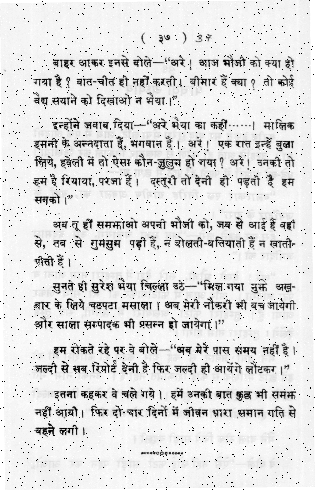 ( ३७ ) 37
बाहर आकर इनसे बोले—“अरे ! आज भौजी को क्या हो
गया है ? बात-चीत ही नहीं करती । बीमार हैं क्या ? तो कोई
वैद्य सयाने को दिखाओ न भैया ।”
इन्होंने जवाब दिया—“अरे भैया का कहीं······। मालिक
हमनी के अन्नदाता हैं, भगवान हैं । अरे ! एक रात इन्हें बुला
लिये, हवेली में तो ऐसा कौन-जुलुम हो गया ? अरे ! उनकी तो
हम ऐ रियाया, परजा हैं । दस्तूरी तो देनी ही पड़ती है हम
सबको ।”
अब तू हीं समझाओ अपनी भौजी को, जब से आई हैं वहाँ
से, तब से गुमसुम पड़ी हैं, न बोलती-बतियाती हैं न खाती-
पीती हैं ।
सुनते ही सुरेश भैया चिल्ला उठे—“मिल गया मुझे अख-
बार के लिये चटपटा मसाला । अब मेरी नौकरी भी बच जायेगी
और साला सम्पादक भी प्रसन्न हो जायेगा ।”
हम रोकते रहे पर वे बोले—“अब मेरे पास समय नहीं है ।
जल्दी से सब रिपोर्ट देनी है फिर जल्दी ही आयेंगे लौटकर ।”
इतना कहकर वे चले गये । हमें उनकी बात कुछ भी समझ
नहीं आयी । फिर दो चार दिनों में जीवन धारा समान गति से
बहने लगी ।